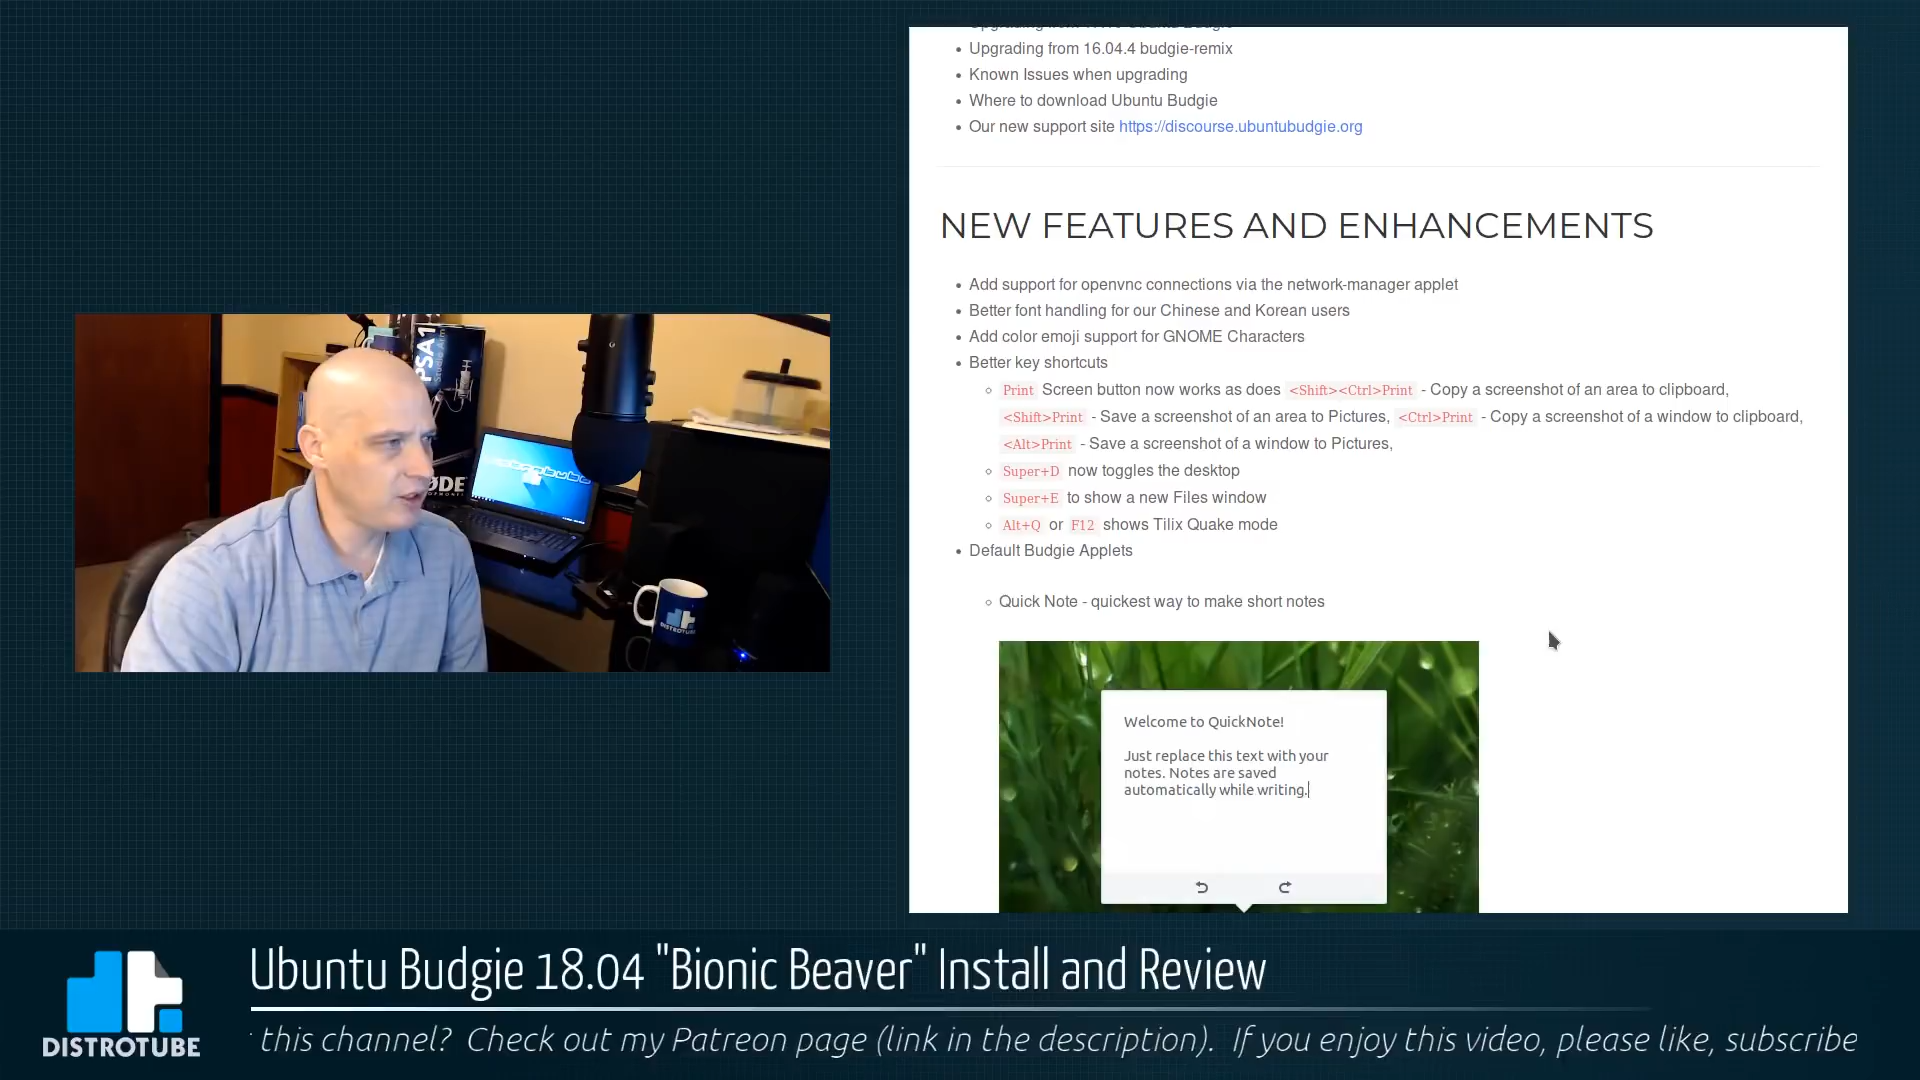 Upgrading from 16.04.4 budgie-remix
Known Issues when upgrading
Where to download Ubuntu Budgie
Our new support site https://discourse.ubuntubudgie.org
NEW FEATURES AND ENHANCEMENTS
Add support for openvnc connections via the network-manager applet
Better font handling for our Chinese and Korean users
Add color emoji support for GNOME Characters
Better key shortcuts
Print Screen button now works as does <Shift><Ctrl>Print - Copy a screenshot of an area to clipboard,
<Shift>Print - Save a screenshot of an area to Pictures, <Ctrl>Print - Copy a screenshot of a window to clipboard,
<Alt>Print - Save a screenshot of a window to Pictures,
Super+D now toggles the desktop
Super+E to show a new Files window
Alt+Q or F12 shows Tilix Quake mode
Default Budgie Applets
Quick Note - quickest way to make short notes
Welcome to QuickNote!
Just replace this text with your
notes. Notes are saved
automatically while writing.
PSA1
Studio Arm
DISTROTUBE
Ubuntu Budgie 18.04 "Bionic Beaver" Install and Review
this channel? Check out my Patreon page (link in the description). If you enjoy this video, please like, subscribe
DISTROTUBE